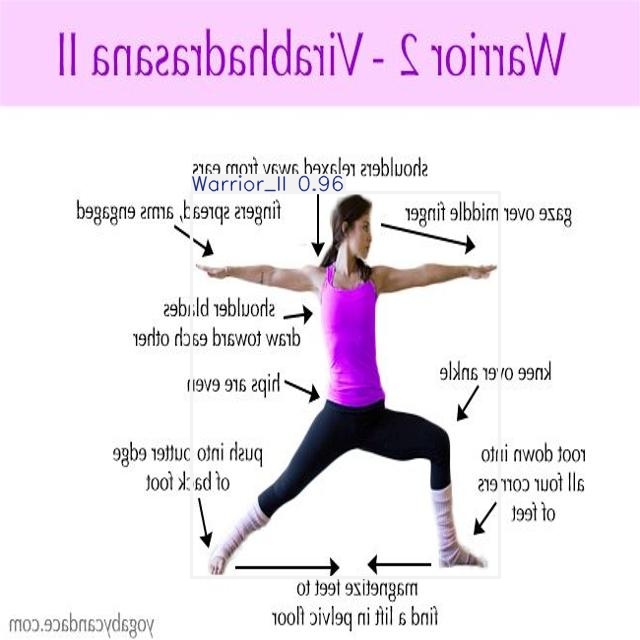 Warrior 2 - Virabhadrasana II
shoulders relaxed away from ears
Warrior_II 0.96
fingers spread, arms engaged
gaze over middle finger
shoulder blades
draw toward each other
hips are even
knee over ankle
push into outter edge
of back foot
root down into
all four corners
of feet
magnetize feet to
find a lift in pelvic floor
yogabycandace.com